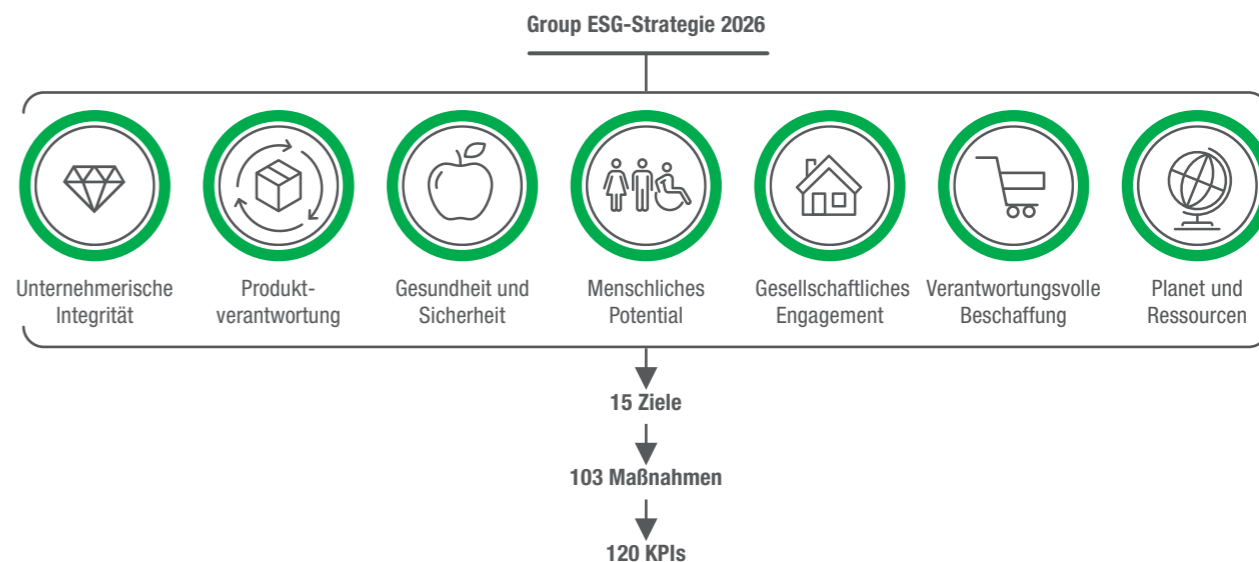 Group ESG-Strategie 2026
Unternehmerische
Integrität
Produkt-
verantwortung
Gesundheit und
Sicherheit
Menschliches
Potential
Gesellschaftliches
Engagement
Verantwortungsvolle
Beschaffung
Planet und
Ressourcen
15 Ziele
103 Maßnahmen
120 KPIs